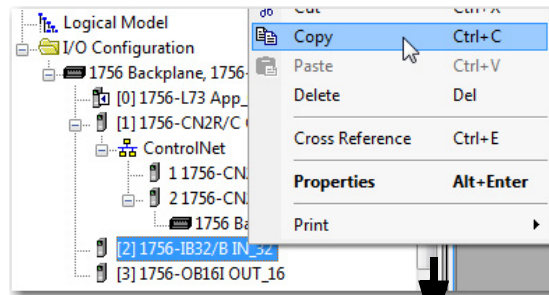 Logical Model
I/O Configuration
1756 Backplane, 1756-
[0] 1756-L73 App_
[1] 1756-CN2R/C
ControlNet
1 1756-CN
2 1756-CN
1756 Ba
[2] 1756-IB32/B IN_32
[3] 1756-OB16I OUT_16
Cut Ctrl+X
Copy Ctrl+C
Paste Ctrl+V
Delete Del
Cross Reference Ctrl+E
Properties Alt+Enter
Print